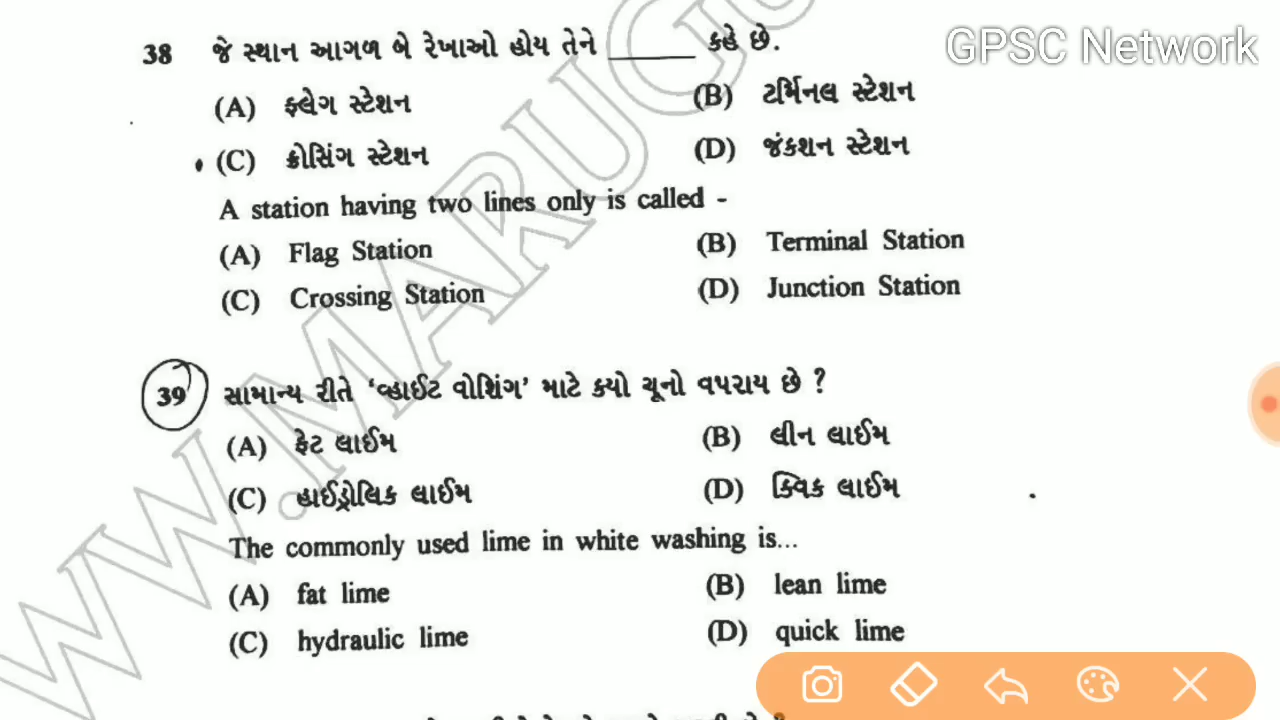 GPSC Network
38 જે સ્થાન આગળ બે રેખાઓ હોય તેને ______ કહે છે.
(A) ફ્લેગ સ્ટેશન (B) ટર્મિનલ સ્ટેશન
(C) ક્રોસિંગ સ્ટેશન (D) જંકશન સ્ટેશન
A station having two lines only is called -
(A) Flag Station (B) Terminal Station
(C) Crossing Station (D) Junction Station
39 સામાન્ય રીતે ‘વ્હાઈટ વોશિંગ’ માટે ક્યો ચૂનો વપરાય છે ?
(A) ફેટ લાઈમ (B) લીન લાઈમ
(C) હાઈડ્રોલિક લાઈમ (D) ક્વિક લાઈમ
The commonly used lime in white washing is...
(A) fat lime (B) lean lime
(C) hydraulic lime (D) quick lime
WWW.MARUG